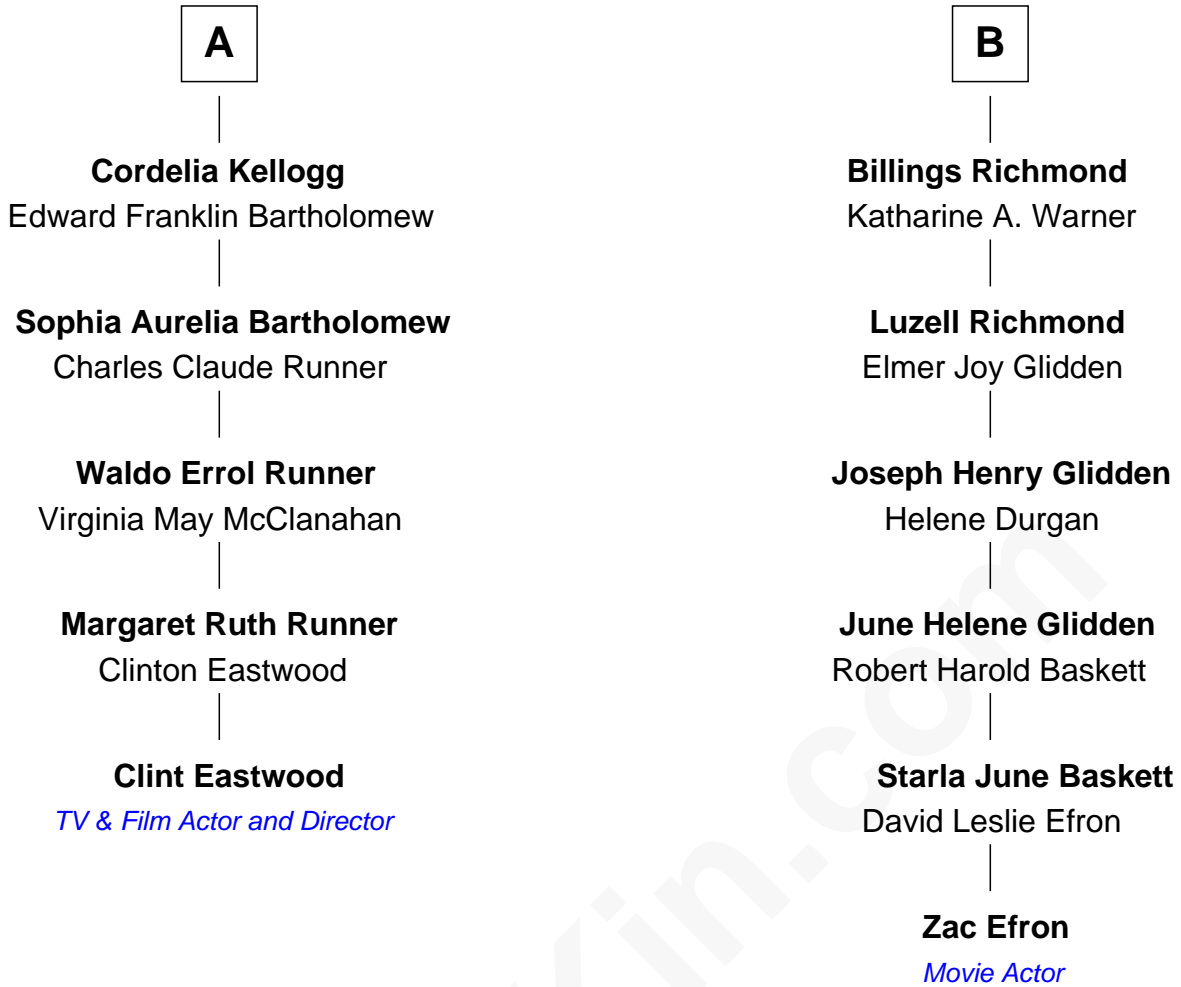 A
B
Cordelia Kellogg
Edward Franklin Bartholomew
Billings Richmond
Katharine A. Warner
Sophia Aurelia Bartholomew
Charles Claude Runner
Luzell Richmond
Elmer Joy Glidden
Waldo Errol Runner
Virginia May McClanahan
Joseph Henry Glidden
Helene Durgan
Margaret Ruth Runner
Clinton Eastwood
June Helene Glidden
Robert Harold Baskett
Clint Eastwood
TV & Film Actor and Director
Starla June Baskett
David Leslie Efron
Zac Efron
Movie Actor
Kin.com